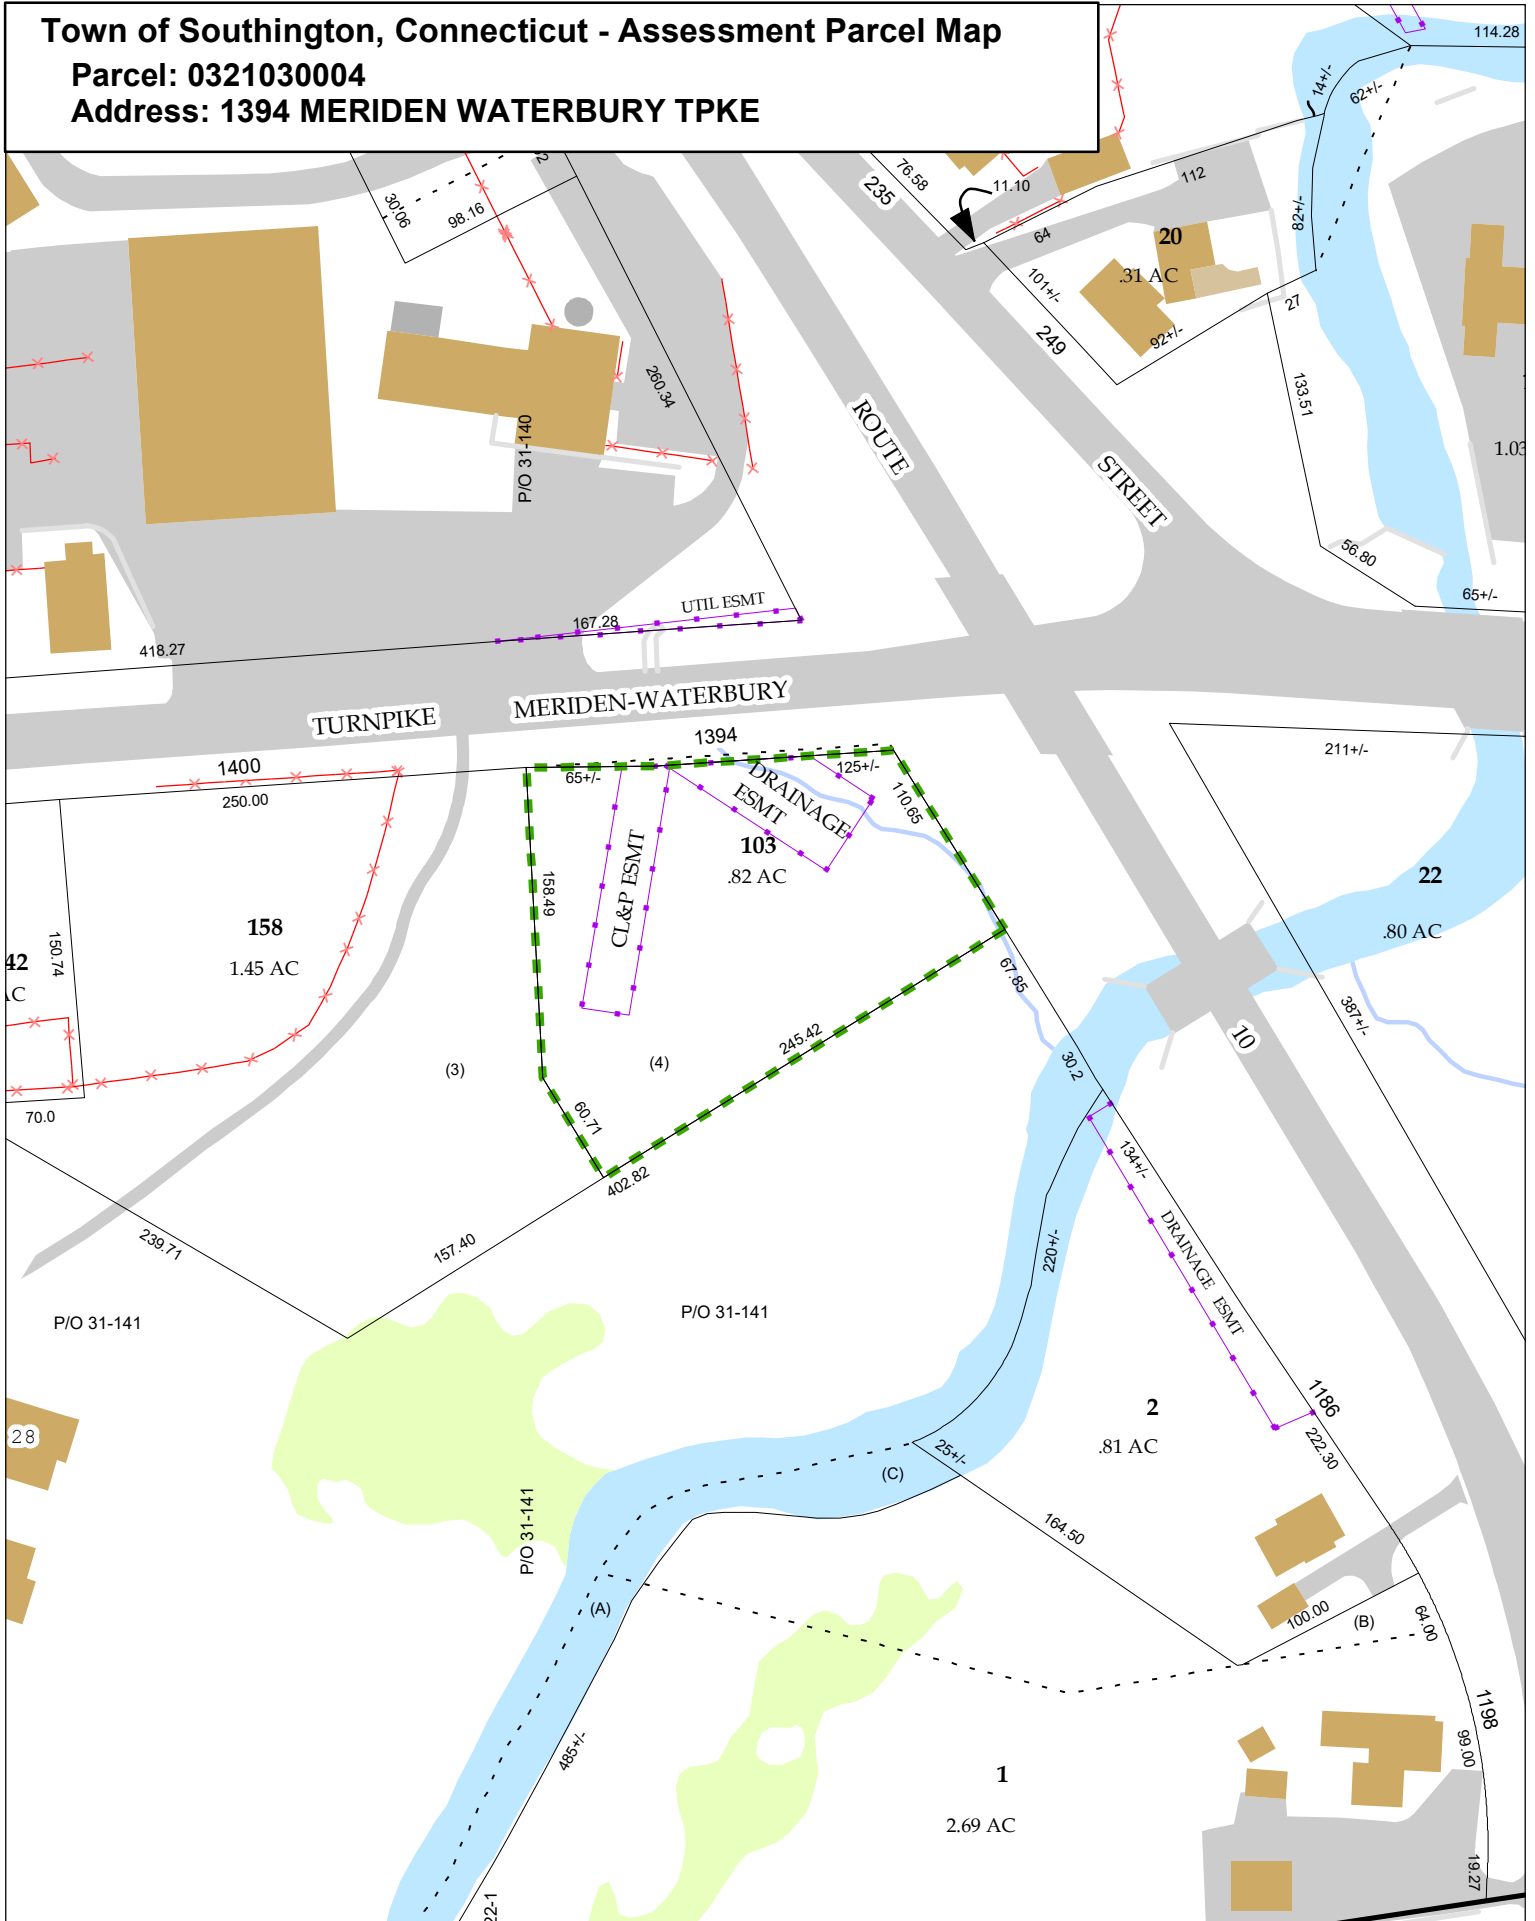 Town of Southington, Connecticut - Assessment Parcel Map
Parcel: 0321030004
Address: 1394 MERIDEN WATERBURY TPKE
114.28
14+/-
62+/-
76.58
235
11.10
112
30.06
98.16
64
82+/-
20
.31 AC
101+/-
27
249
92+/-
260.34
133.51
ROUTE
P/O 31-140
STREET
1.03
56.80
65+/-
UTIL ESMT
167.28
418.27
MERIDEN-WATERBURY
TURNPIKE
1394
211+/-
1400
65+/-
125+/-
250.00
DRAINAGE
ESMT
110.65
103
.82 AC
CL&P ESMT
158.49
22
.80 AC
158
1.45 AC
150.74
42
AC
67.85
387+/-
245.42
10
30.2
(3)
(4)
70.0
60.71
134+/-
402.82
239.71
157.40
220+/-
DRAINAGE ESMT
P/O 31-141
P/O 31-141
1186
2
.81 AC
28
222.30
25+/-
(C)
P/O 31-141
164.50
(A)
100.00
(B)
64.00
1198
99.00
485+/-
1
2.69 AC
19.27
22-1